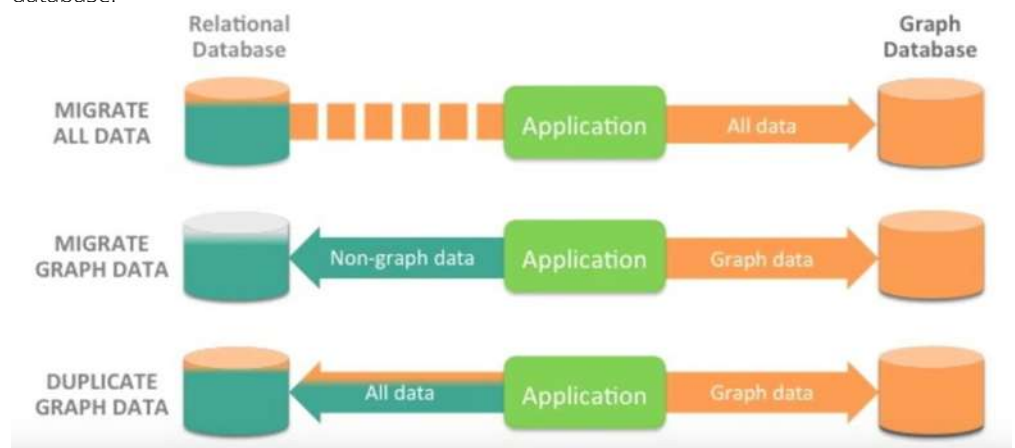 database.
Relational
Database
Graph
Database
MIGRATE
ALL DATA
Application
All data
MIGRATE
GRAPH DATA
Non-graph data
Application
Graph data
DUPLICATE
GRAPH DATA
All data
Application
Graph data